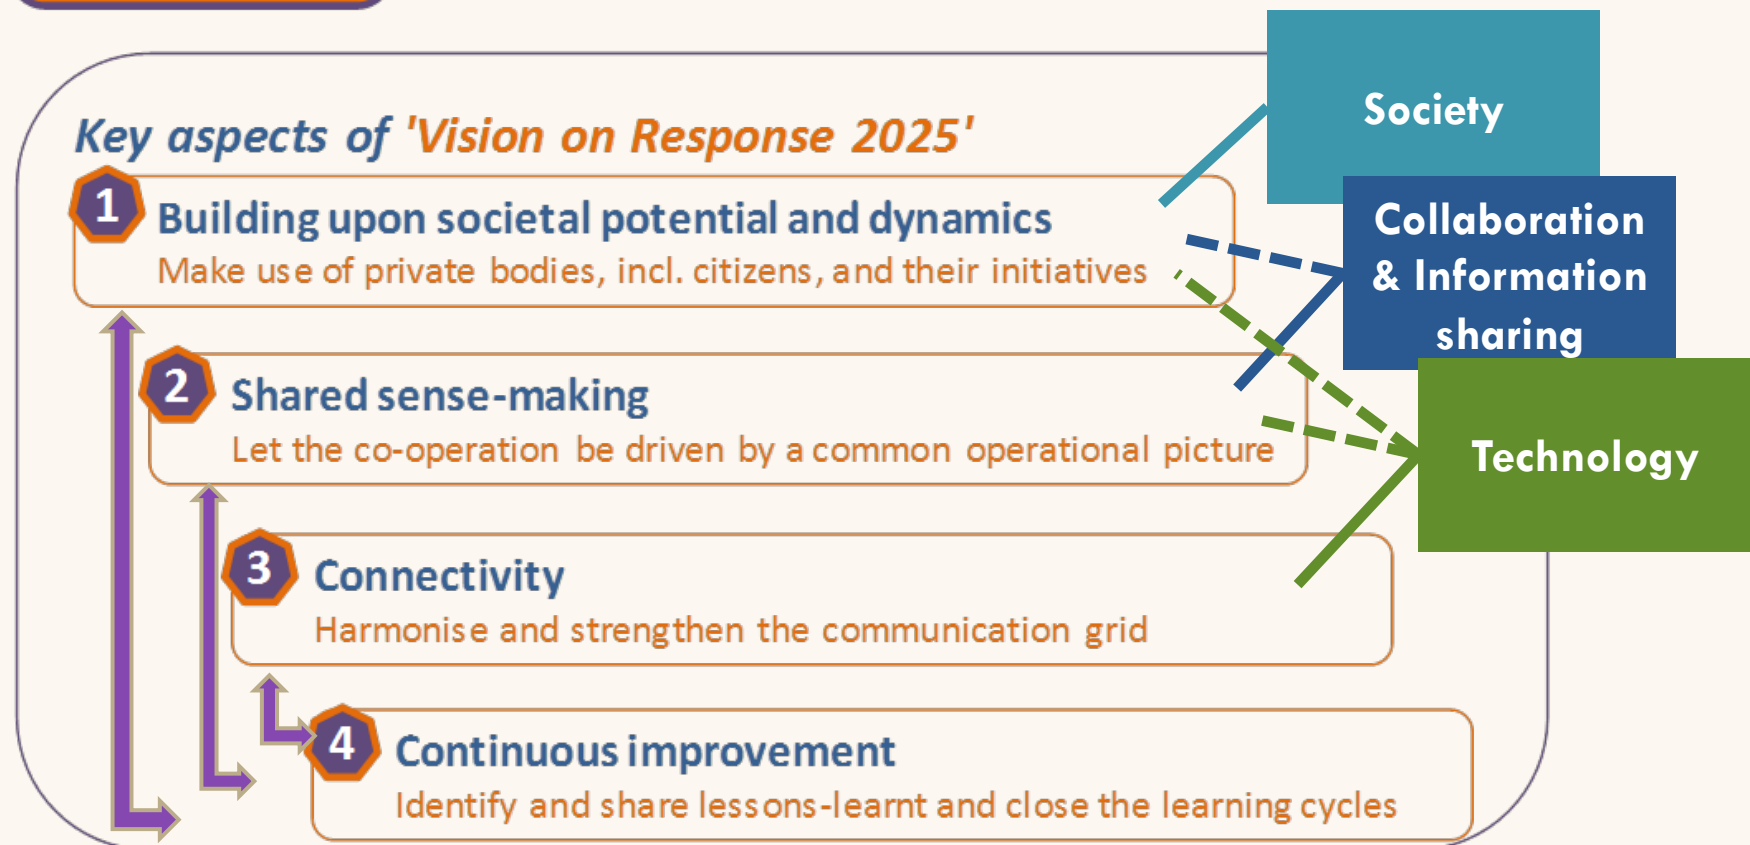 Key aspects of 'Vision on Response 2025'
1
Building upon societal potential and dynamics
Make use of private bodies, incl. citizens, and their initiatives
2
Shared sense-making
Let the co-operation be driven by a common operational picture
3
Connectivity
Harmonise and strengthen the communication grid
4
Continuous improvement
Identify and share lessons-learnt and close the learning cycles
Society
Collaboration
& Information
sharing
Technology